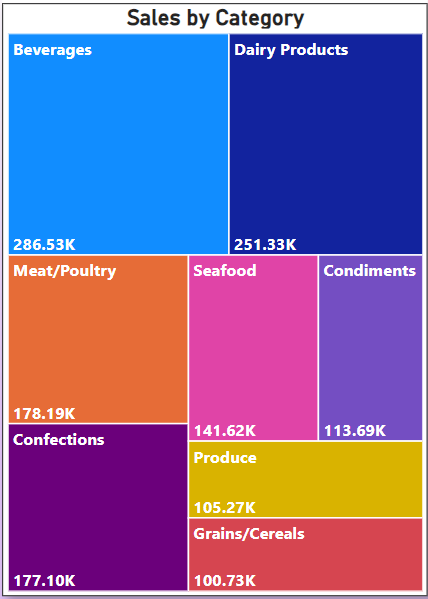 Sales by Category
Beverages
286.53K
Dairy Products
251.33K
Meat/Poultry
178.19K
Seafood
141.62K
Condiments
113.69K
Confections
177.10K
Produce
105.27K
Grains/Cereals
100.73K